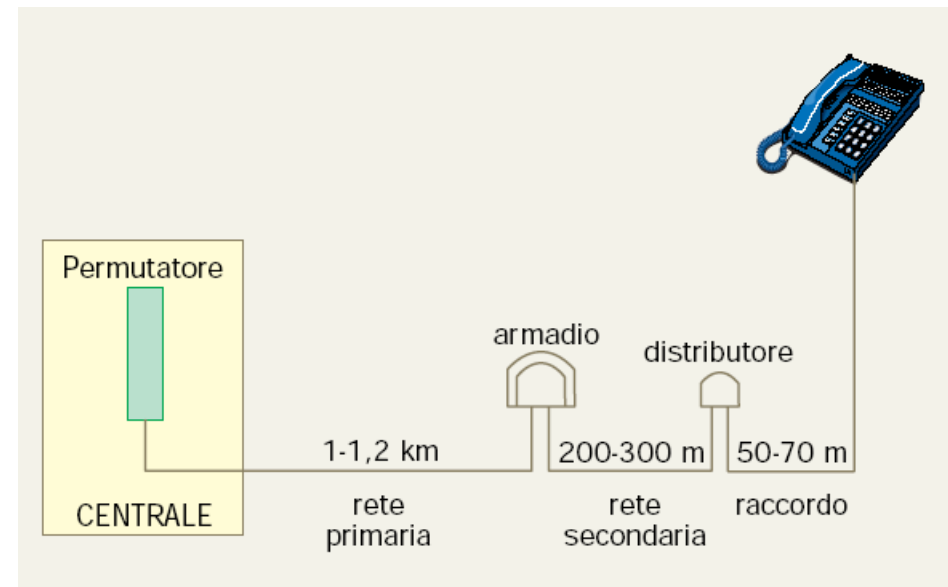 Permutatore
armadio
distributore
1-1,2 km
200-300 m
50-70 m
CENTRALE
rete
primaria
rete
secondaria
raccordo